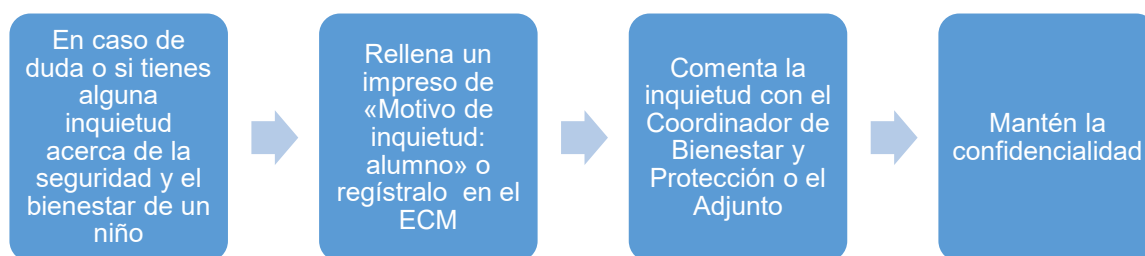 En caso de
duda o si tienes
alguna
inquietud
acerca de la
seguridad y el
bienestar de un
niño
Rellena un
impreso de
«Motivo de
inquietud:
alumno» o
regístralo en el
ECM
Comenta la
inquietud con el
Coordinador de
Bienestar y
Protección o el
Adjunto
Mantén la
confidencialidad